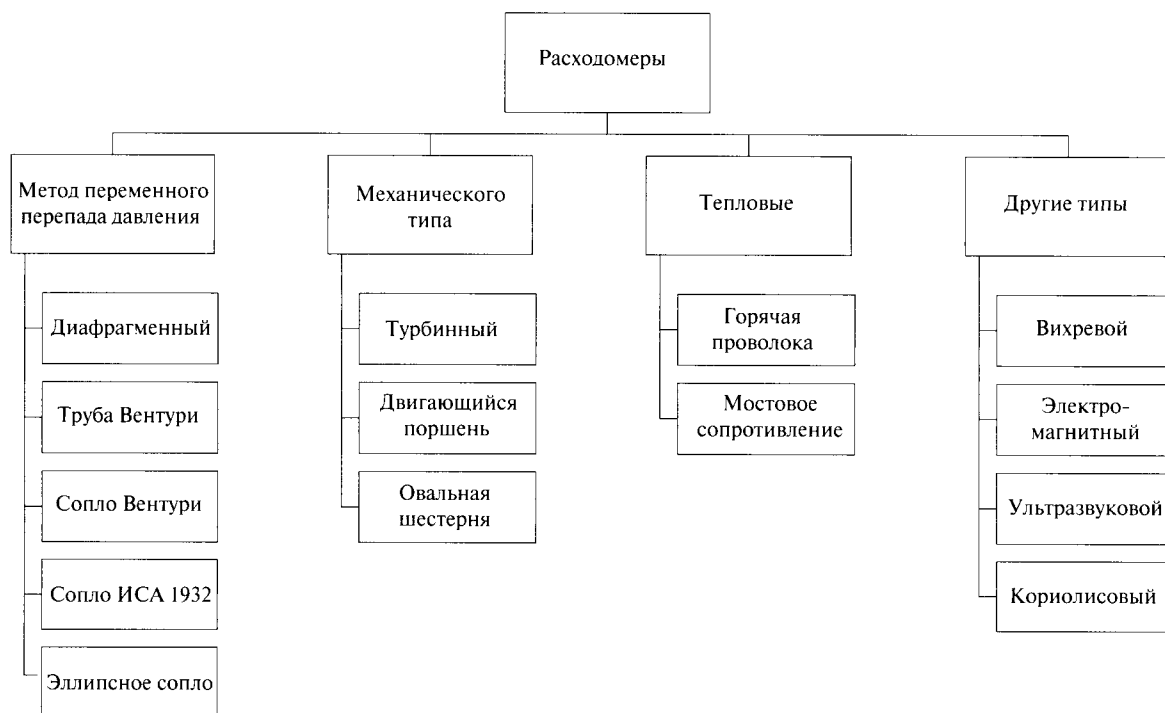 Расходомеры
Метод переменного
перепада давления
Механического
типа
Тепловые
Другие типы
Диафрагменный
Труба Вентури
Сопло Вентури
Сопло ИСА 1932
Эллипсное сопло
Турбинный
Двигающийся
поршень
Овальная
шестерня
Горячая
проволока
Мостовое
сопротивление
Вихревой
Электро-
магнитный
Ультразвуковой
Кориолисовый